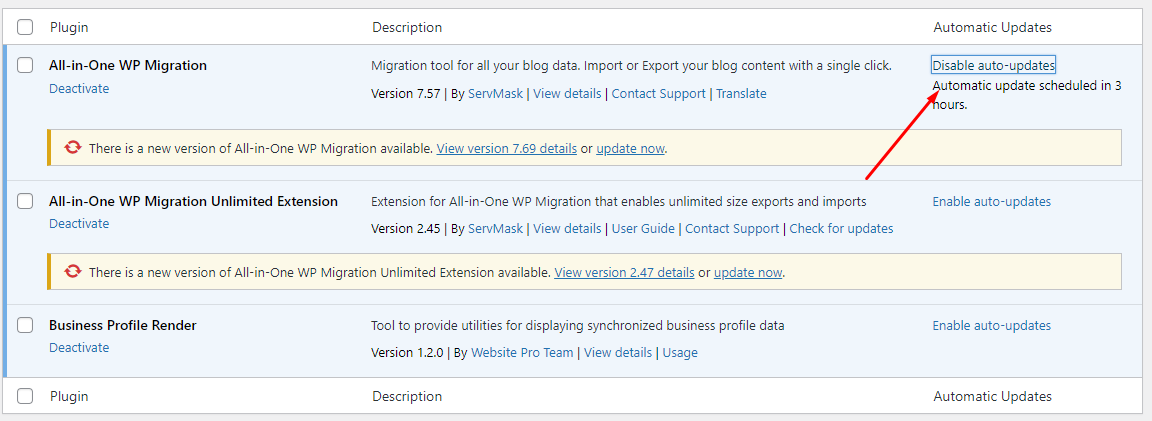 Plugin Description Automatic Updates
All-in-One WP Migration Migration tool for all your blog data. Import or Export your blog content with a single click. Disable auto-updates
Deactivate Version 7.57 | By ServMask | View details | Contact Support | Translate Automatic update scheduled in 3
hours.
There is a new version of All-in-One WP Migration available. View version 7.69 details or update now.
All-in-One WP Migration Unlimited Extension Extension for All-in-One WP Migration that enables unlimited size exports and imports Enable auto-updates
Deactivate Version 2.45 | By ServMask | View details | User Guide | Contact Support | Check for updates
There is a new version of All-in-One WP Migration Unlimited Extension available. View version 2.47 details or update now.
Business Profile Render Tool to provide utilities for displaying synchronized business profile data Enable auto-updates
Deactivate Version 1.2.0 | By Website Pro Team | View details | Usage
Plugin Description Automatic Updates